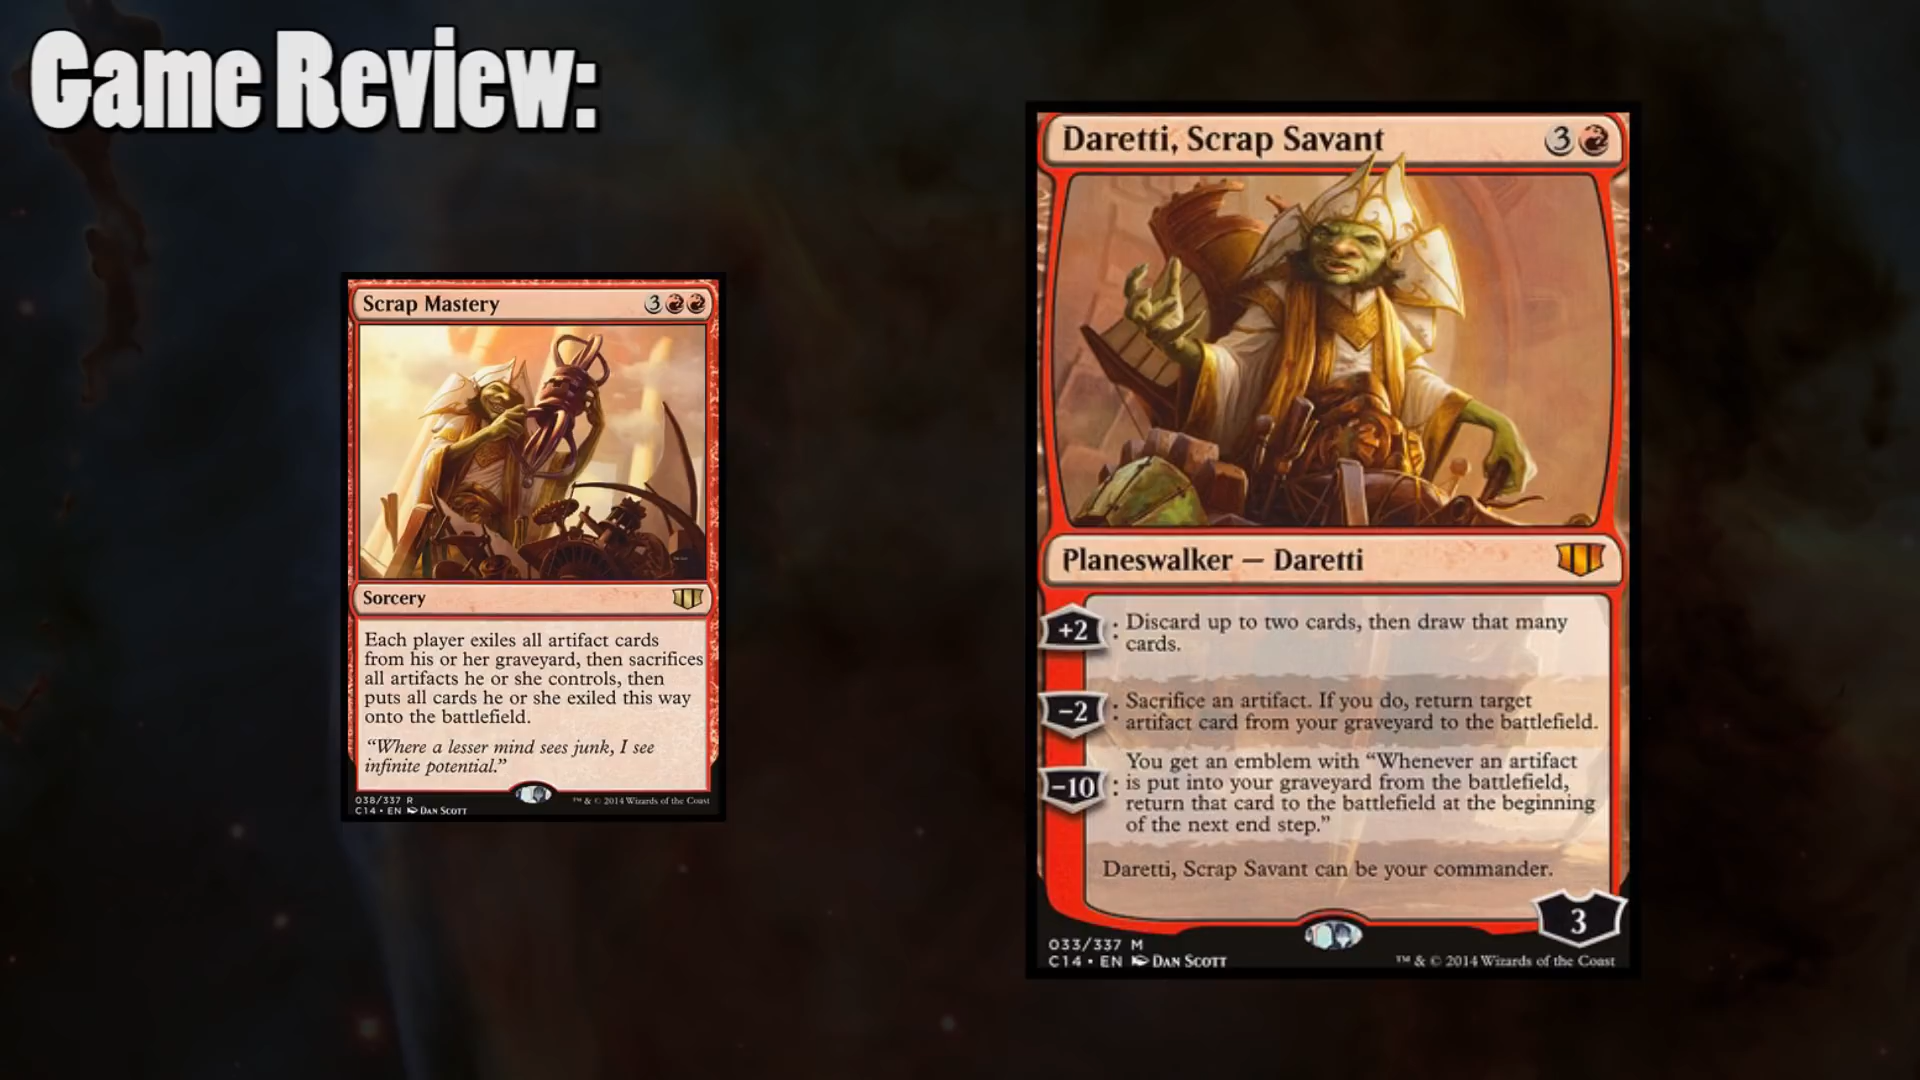 Game Review:
Scrap Mastery 3
Sorcery
Each player exiles all artifact cards
from his or her graveyard, then sacrifices
all artifacts he or she controls, then
puts all cards he or she exiled this way
onto the battlefield.
“Where a lesser mind sees junk, I see
infinite potential.”
038/337 R
C14 • EN DAN SCOTT
™ & © 2014 Wizards of the Coast
Daretti, Scrap Savant 3
Planeswalker — Daretti
+2 : Discard up to two cards, then draw that many
cards.
−2 : Sacrifice an artifact. If you do, return target
artifact card from your graveyard to the battlefield.
−10 : You get an emblem with “Whenever an artifact
is put into your graveyard from the battlefield,
return that card to the battlefield at the beginning
of the next end step.”
Daretti, Scrap Savant can be your commander.
3
033/337 M
C14 • EN DAN SCOTT
™ & © 2014 Wizards of the Coast